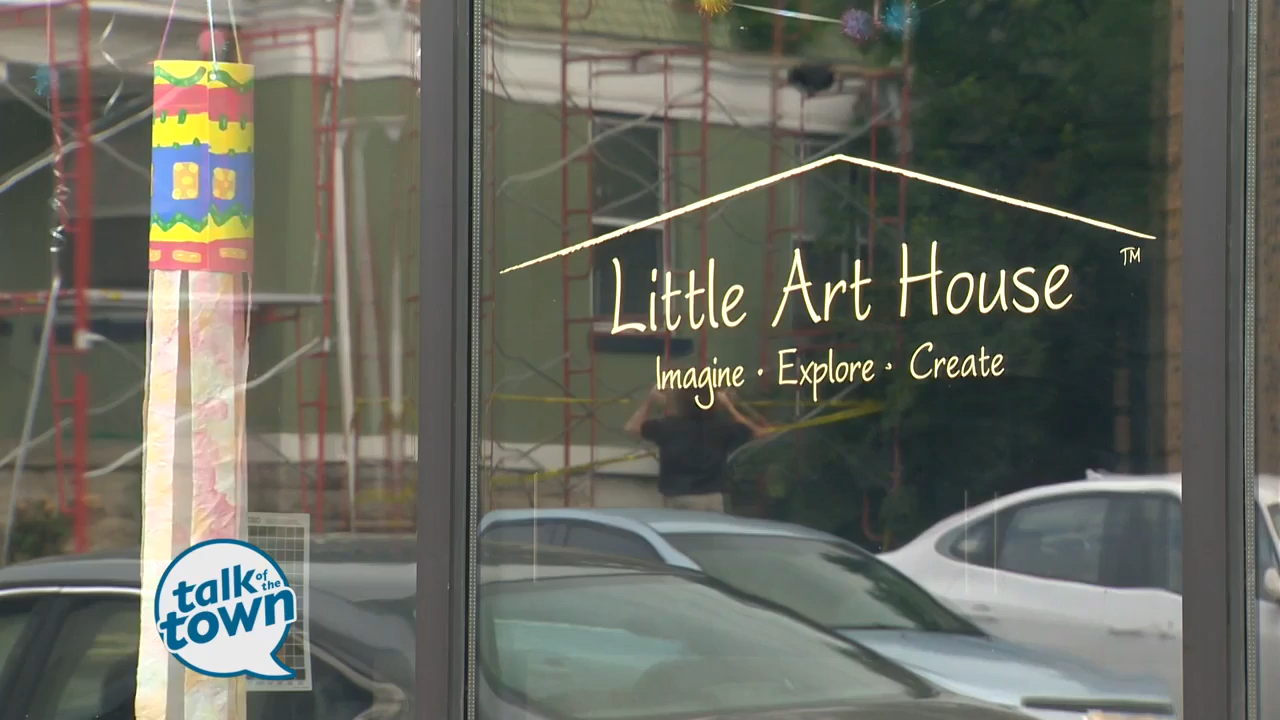 Little Art House ™
Imagine · Explore · Create
talk of the
town